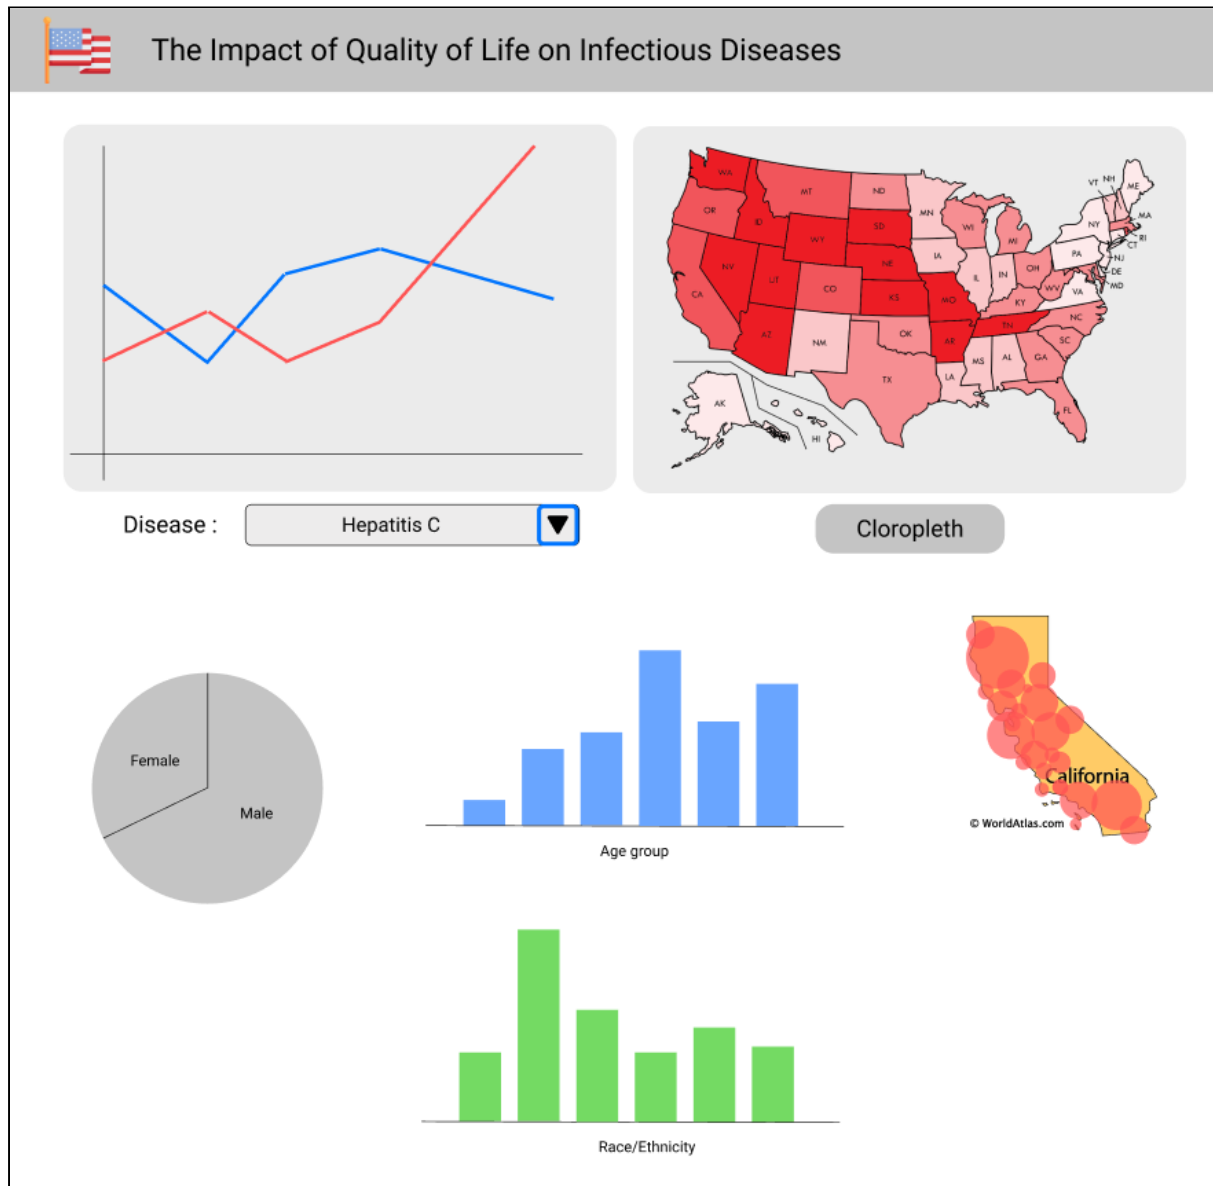 The Impact of Quality of Life on Infectious Diseases
WA
MT
ND
MN
OR
ID
SD
WI
MI
VT
NH
ME
NY
MA
RI
CT
WY
NE
IA
PA
NJ
DE
MD
NV
UT
CO
KS
MO
IL
IN
OH
WV
VA
CA
KY
NC
AZ
NM
OK
AR
TN
SC
TX
LA
MS
AL
GA
FL
AK
HI
Disease :
Hepatitis C
Cloropleth
Female
Male
Age group
California
© WorldAtlas.com
Race/Ethnicity